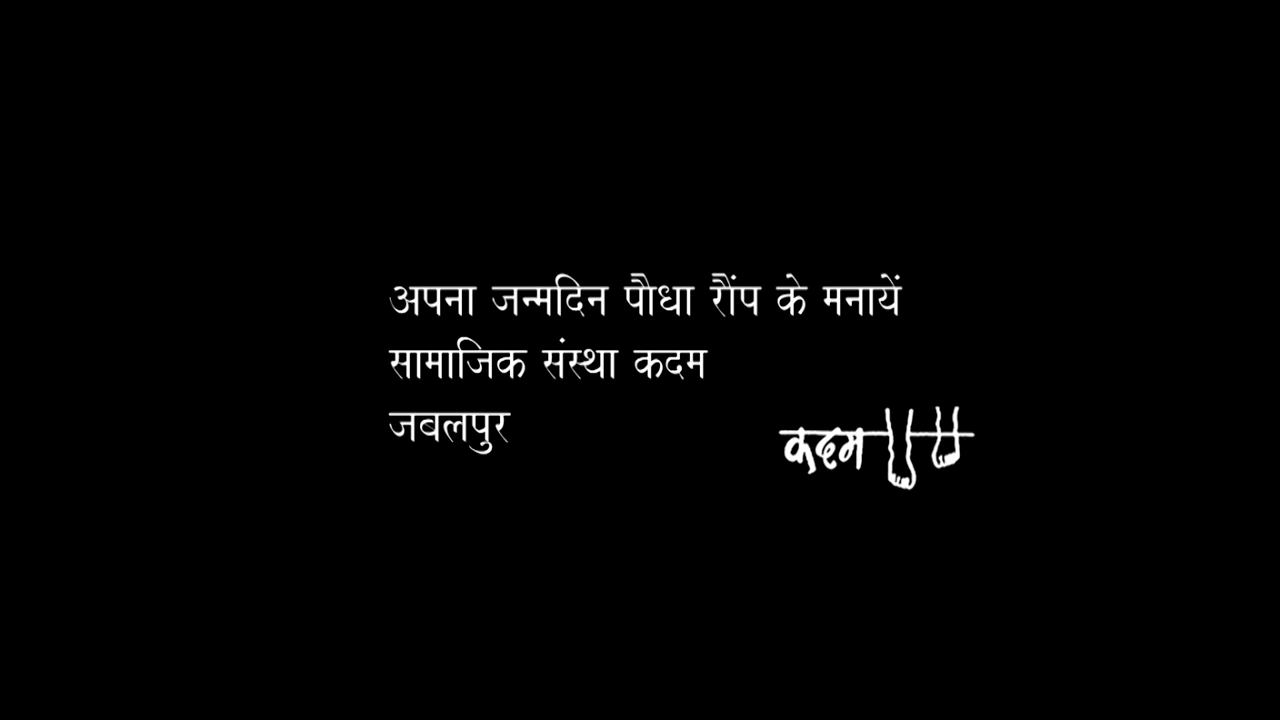 अपना जन्मदिन पौधा रौंप के मनायें
सामाजिक संस्था कदम
जबलपुर
कदम